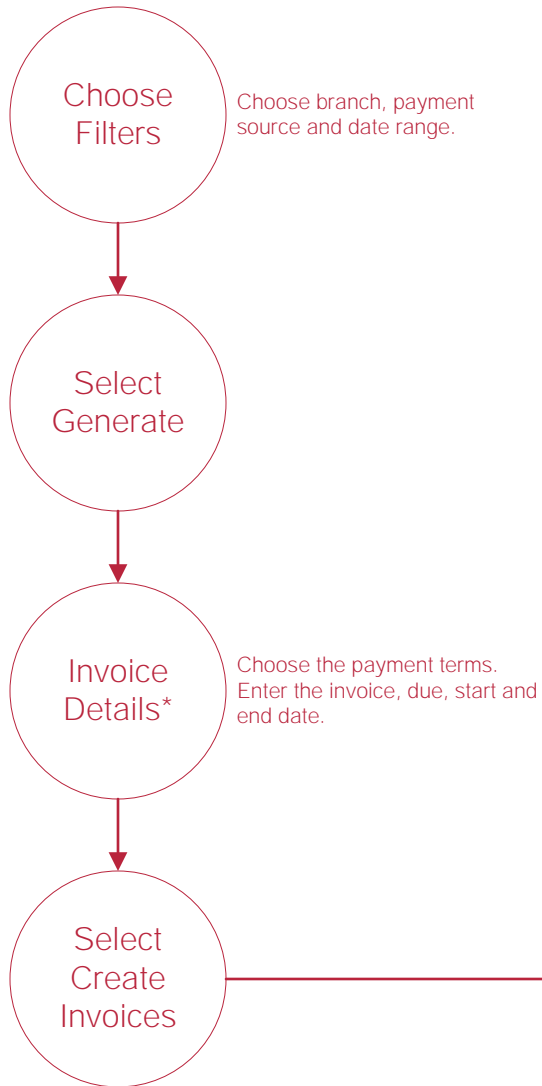 Choose
Filters
Choose branch, payment
source and date range.
Select
Generate
Invoice
Details*
Choose the payment terms.
Enter the invoice, due, start and
end date.
Select
Create
Invoices